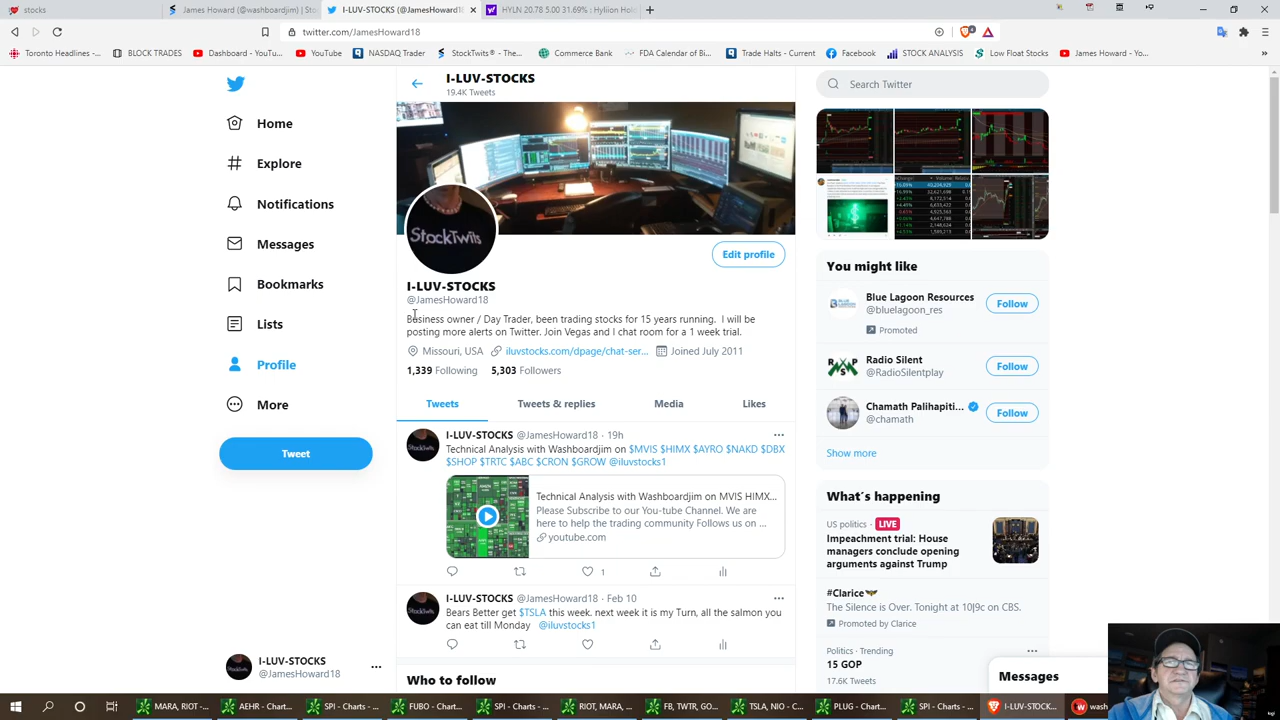 stocks
James Howard (@washboardjim) | Stoc
I-LUV-STOCKS (@JamesHoward18
HYLN 20.78 5.00 31.69% : Hyliion Hold
twitter.com/JamesHoward18
Toronto Headlines -...
BLOCK TRADES
Dashboard - YouTu...
YouTube
NASDAQ Trader
StockTwits® - The...
Commerce Bank
FDA Calendar of Bi...
Trade Halts - Current
Facebook
STOCK ANALYSIS
Low Float Stocks
James Howard - Yo...
I-LUV-STOCKS
19.4K Tweets
Search Twitter
Home
Explore
Notifications
Messages
Bookmarks
Lists
Profile
More
Tweet
StockTwits
Edit profile
I-LUV-STOCKS
@JamesHoward18
Business owner / Day Trader, been trading stocks for 15 years running. I will be
posting more alerts on Twitter. Join Vegas and I chat room for a 1 week trial.
Missouri, USA iluvstocks.com/dpage/chat-ser... Joined July 2011
1,339 Following 5,303 Followers
Tweets Tweets & replies Media Likes
I-LUV-STOCKS @JamesHoward18 · 19h
Technical Analysis with Washboardjim on $MVIS $HIMX $AYRO $NAKD $DBX
$SHOP $TRTC $ABC $CRON $GROW @iluvstocks1
Technical Analysis with Washboardjim on MVIS HIMX...
Please Subscribe to our You-tube Channel. We are
here to help the trading community Follows us on ...
youtube.com
1
I-LUV-STOCKS @JamesHoward18 · Feb 10
Bears Better get $TSLA this week. next week it is my Turn, all the salmon you
can eat till Monday @iluvstocks1
Who to follow
You might like
Blue Lagoon Resources
@bluelagoon_res
Follow
Promoted
Radio Silent
@RadioSilentplay
Follow
Chamath Palihapiti...
@chamath
Follow
Show more
What's happening
US politics · LIVE
Impeachment trial: House
managers conclude opening
arguments against Trump
#Clarice
The Silence is Over. Tonight at 10|9c on CBS.
Promoted by Clarice
Politics · Trending
15 GOP
17.6K Tweets
Messages
I-LUV-STOCKS
@JamesHoward18
MARA, RIOT -...
AEHR - Chart...
SPI - Charts -...
FUBO - Chart...
SPI - Charts -...
RIOT, MARA, ...
FB, TWTR, GO...
TSLA, NIO - C...
PLUG - Charts...
SPI - Charts -...
I-LUV-STOCK...
wash